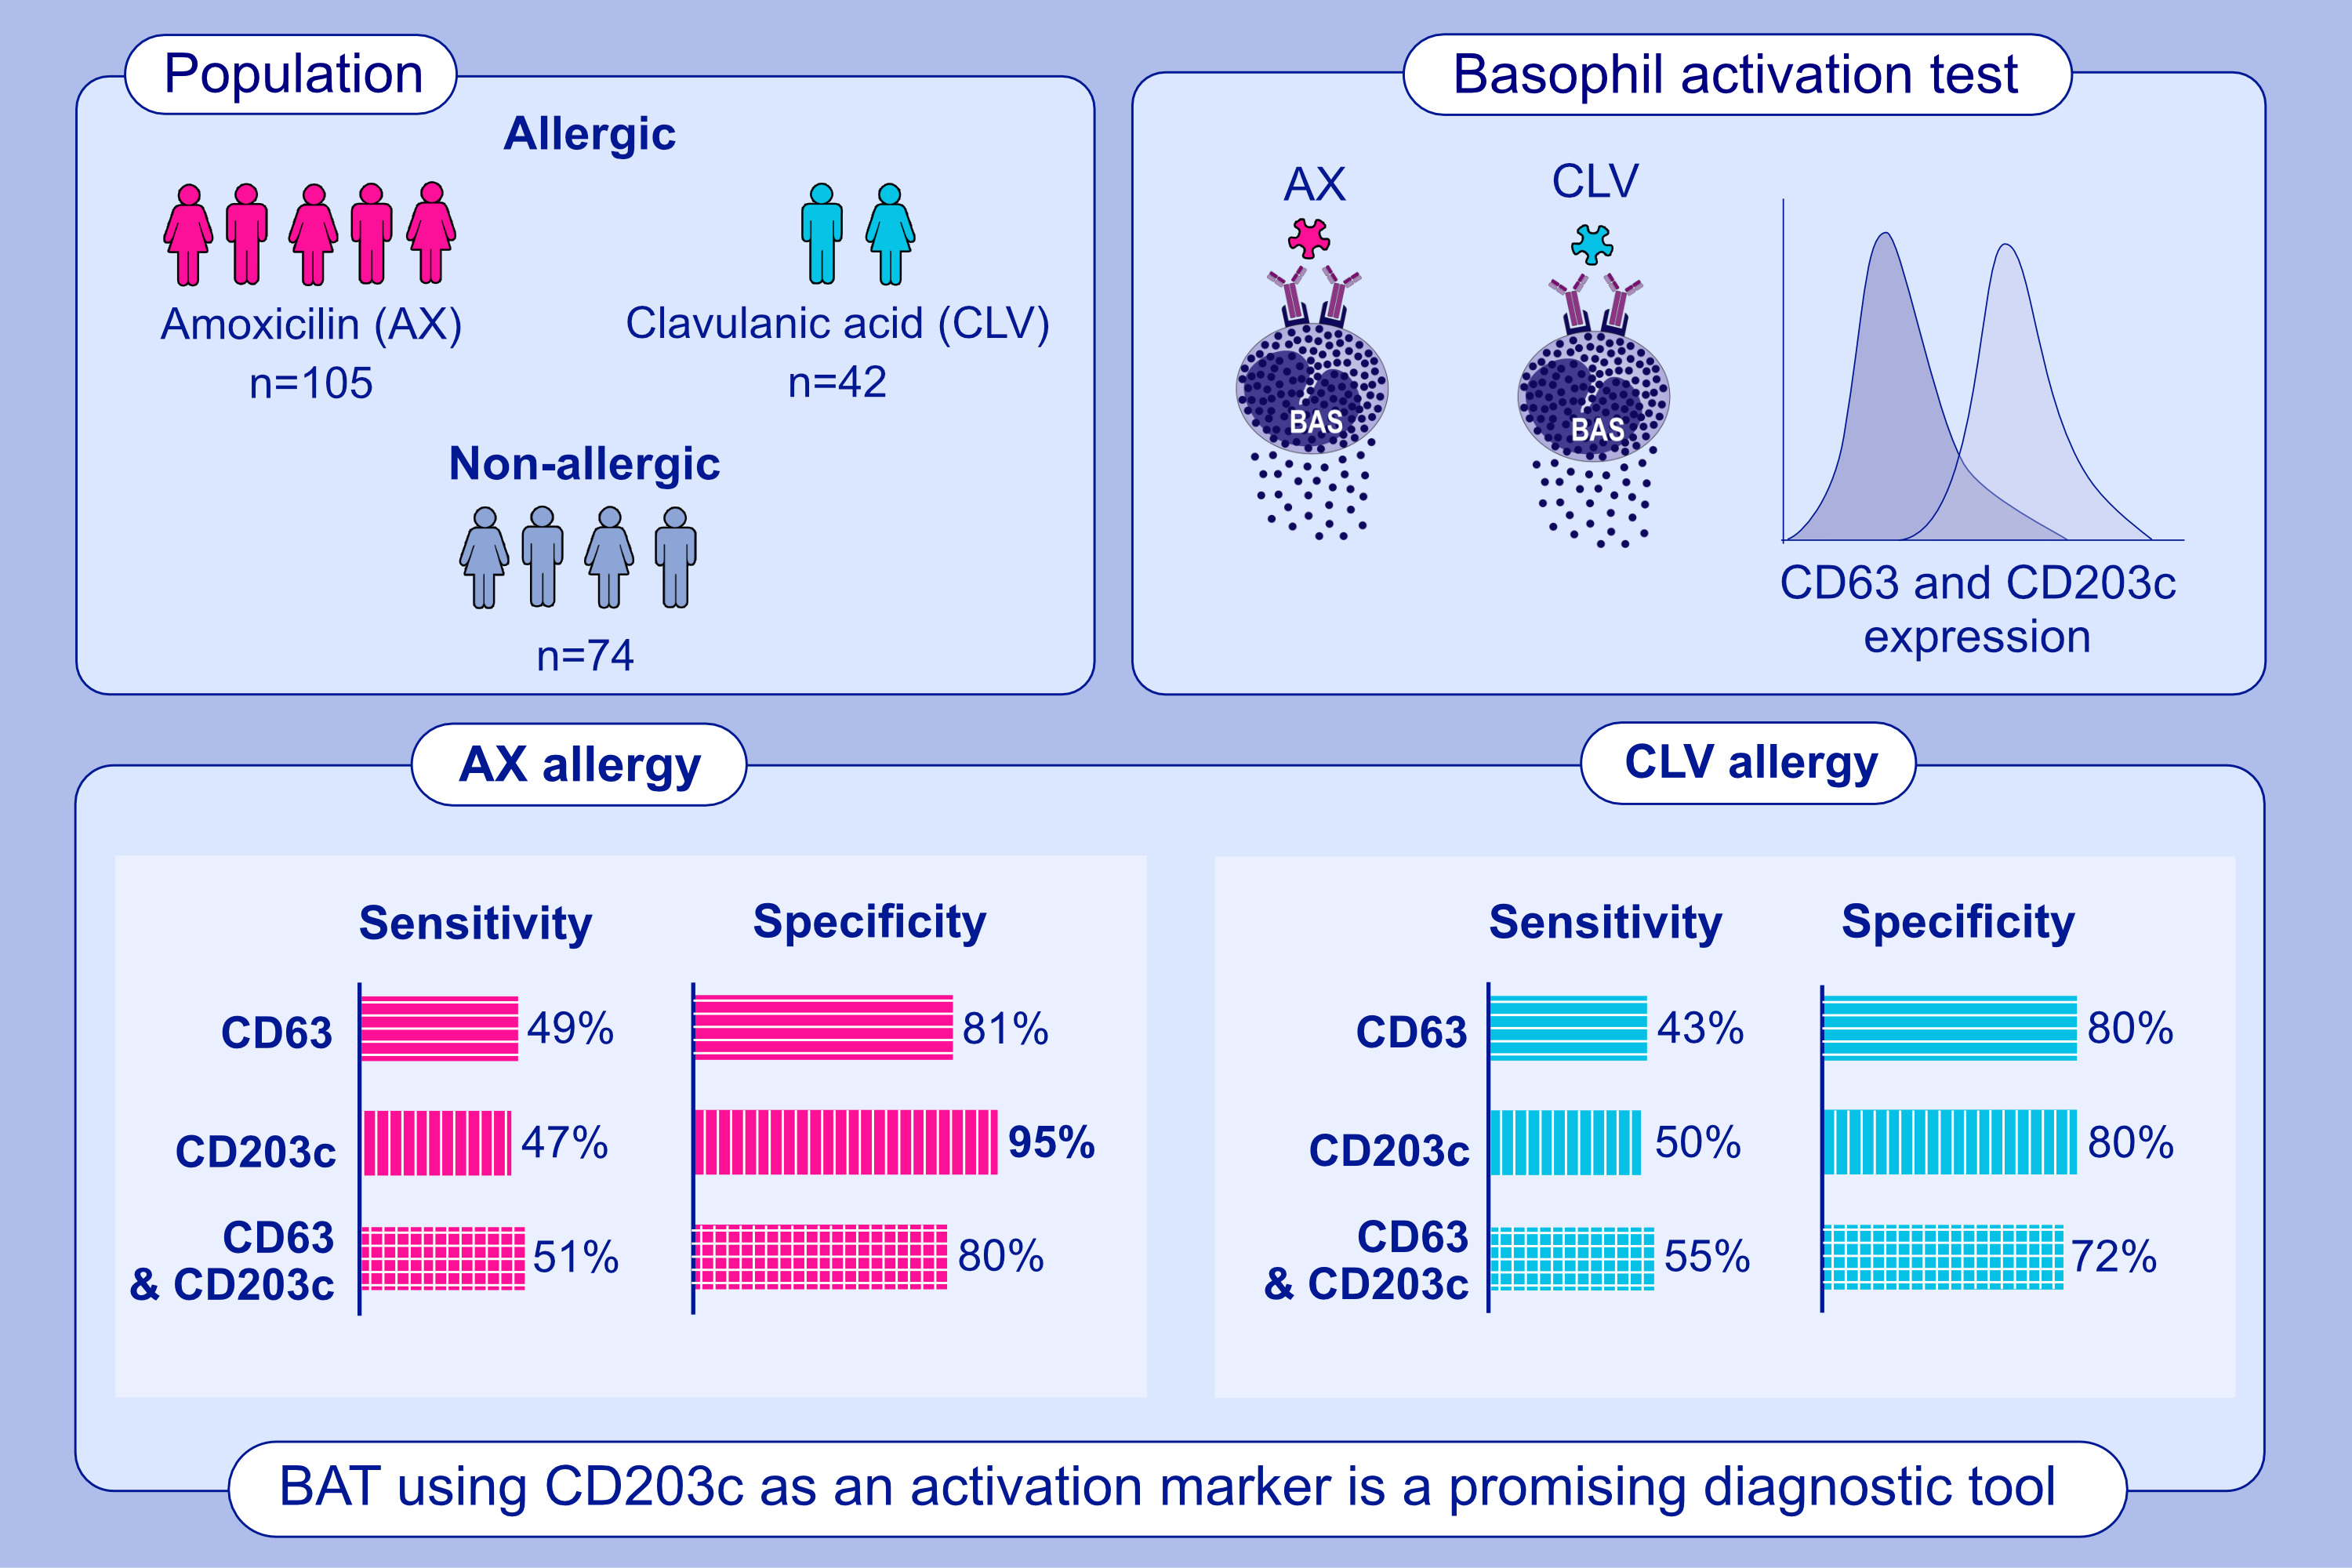 Population
Allergic
Amoxicilin (AX)
n=105
Clavulanic acid (CLV)
n=42
Non-allergic
n=74
Basophil activation test
AX
CLV
BAS
BAS
CD63 and CD203c
expression
AX allergy
Sensitivity
Specificity
CD63
49%
81%
CD203c
47%
95%
CD63
& CD203c
51%
80%
CLV allergy
Sensitivity
Specificity
CD63
43%
80%
CD203c
50%
80%
CD63
& CD203c
55%
72%
BAT using CD203c as an activation marker is a promising diagnostic tool